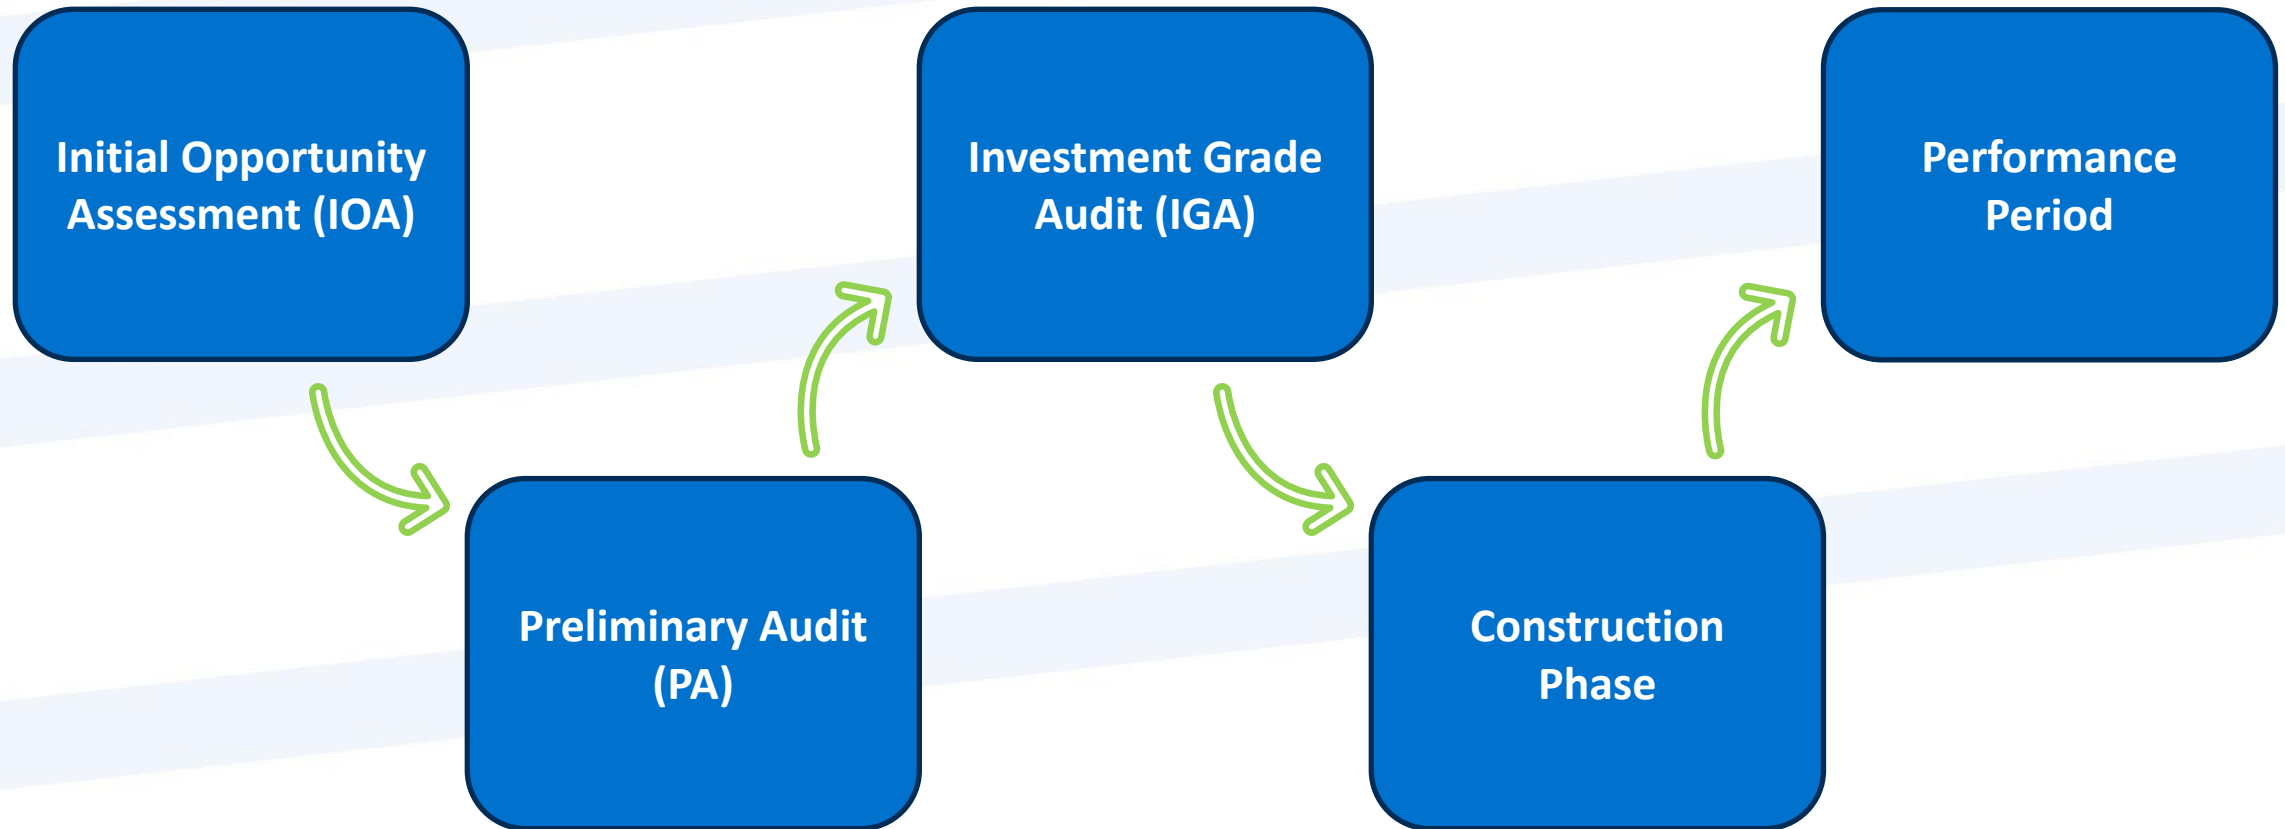 Initial Opportunity
Assessment (IOA)
Preliminary Audit
(PA)
Investment Grade
Audit (IGA)
Construction
Phase
Performance
Period